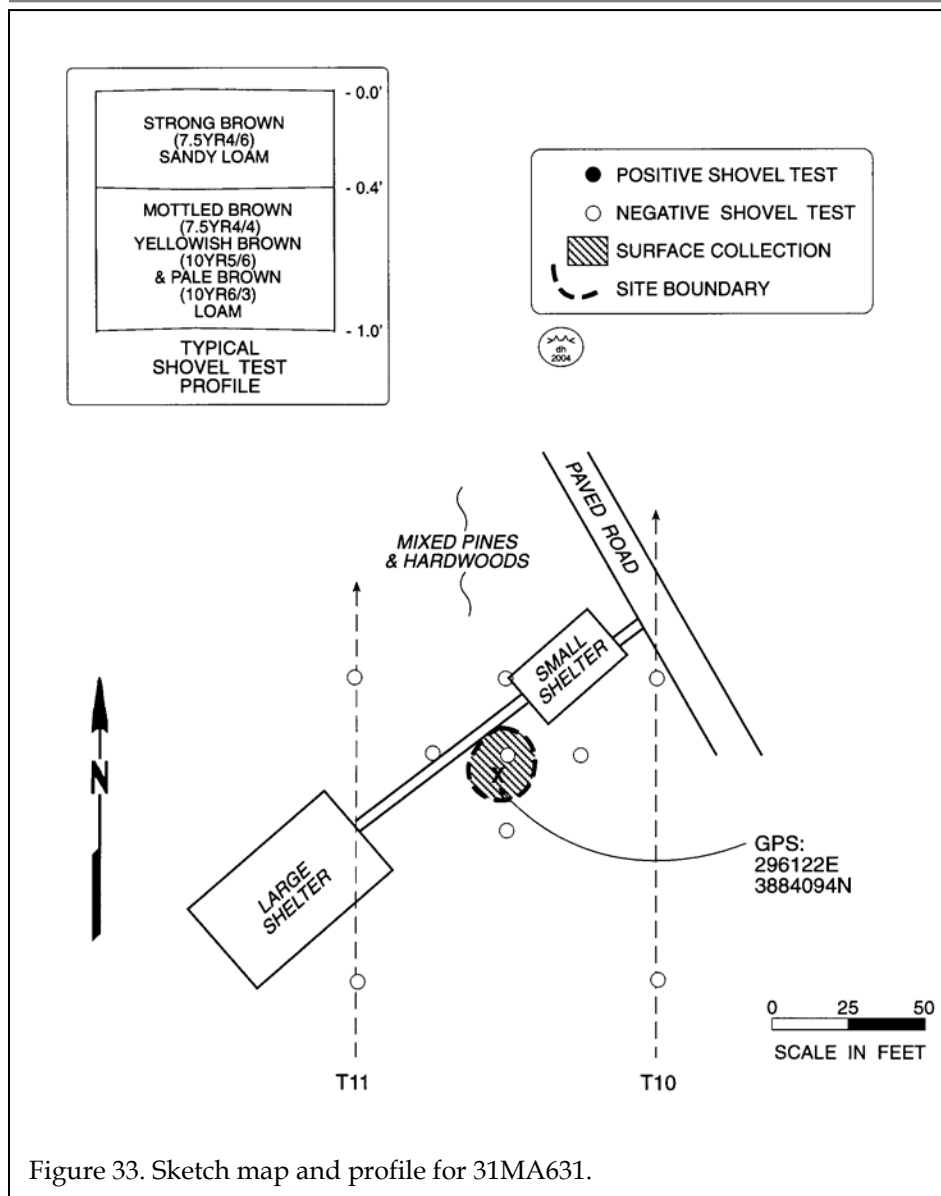 - 0.0'
STRONG BROWN
(7.5YR4/6)
SANDY LOAM
- 0.4'
MOTTLED BROWN
(7.5YR4/4)
YELLOWISH BROWN
(10YR5/6)
& PALE BROWN
(10YR6/3)
LOAM
- 1.0'
TYPICAL
SHOVEL TEST
PROFILE
POSITIVE SHOVEL TEST
NEGATIVE SHOVEL TEST
SURFACE COLLECTION
SITE BOUNDARY
dh
2004
PAVED ROAD
MIXED PINES
& HARDWOODS
SMALL
SHELTER
N
X
LARGE
SHELTER
GPS:
296122E
3884094N
0 25 50
SCALE IN FEET
T11
T10
Figure 33. Sketch map and profile for 31MA631.